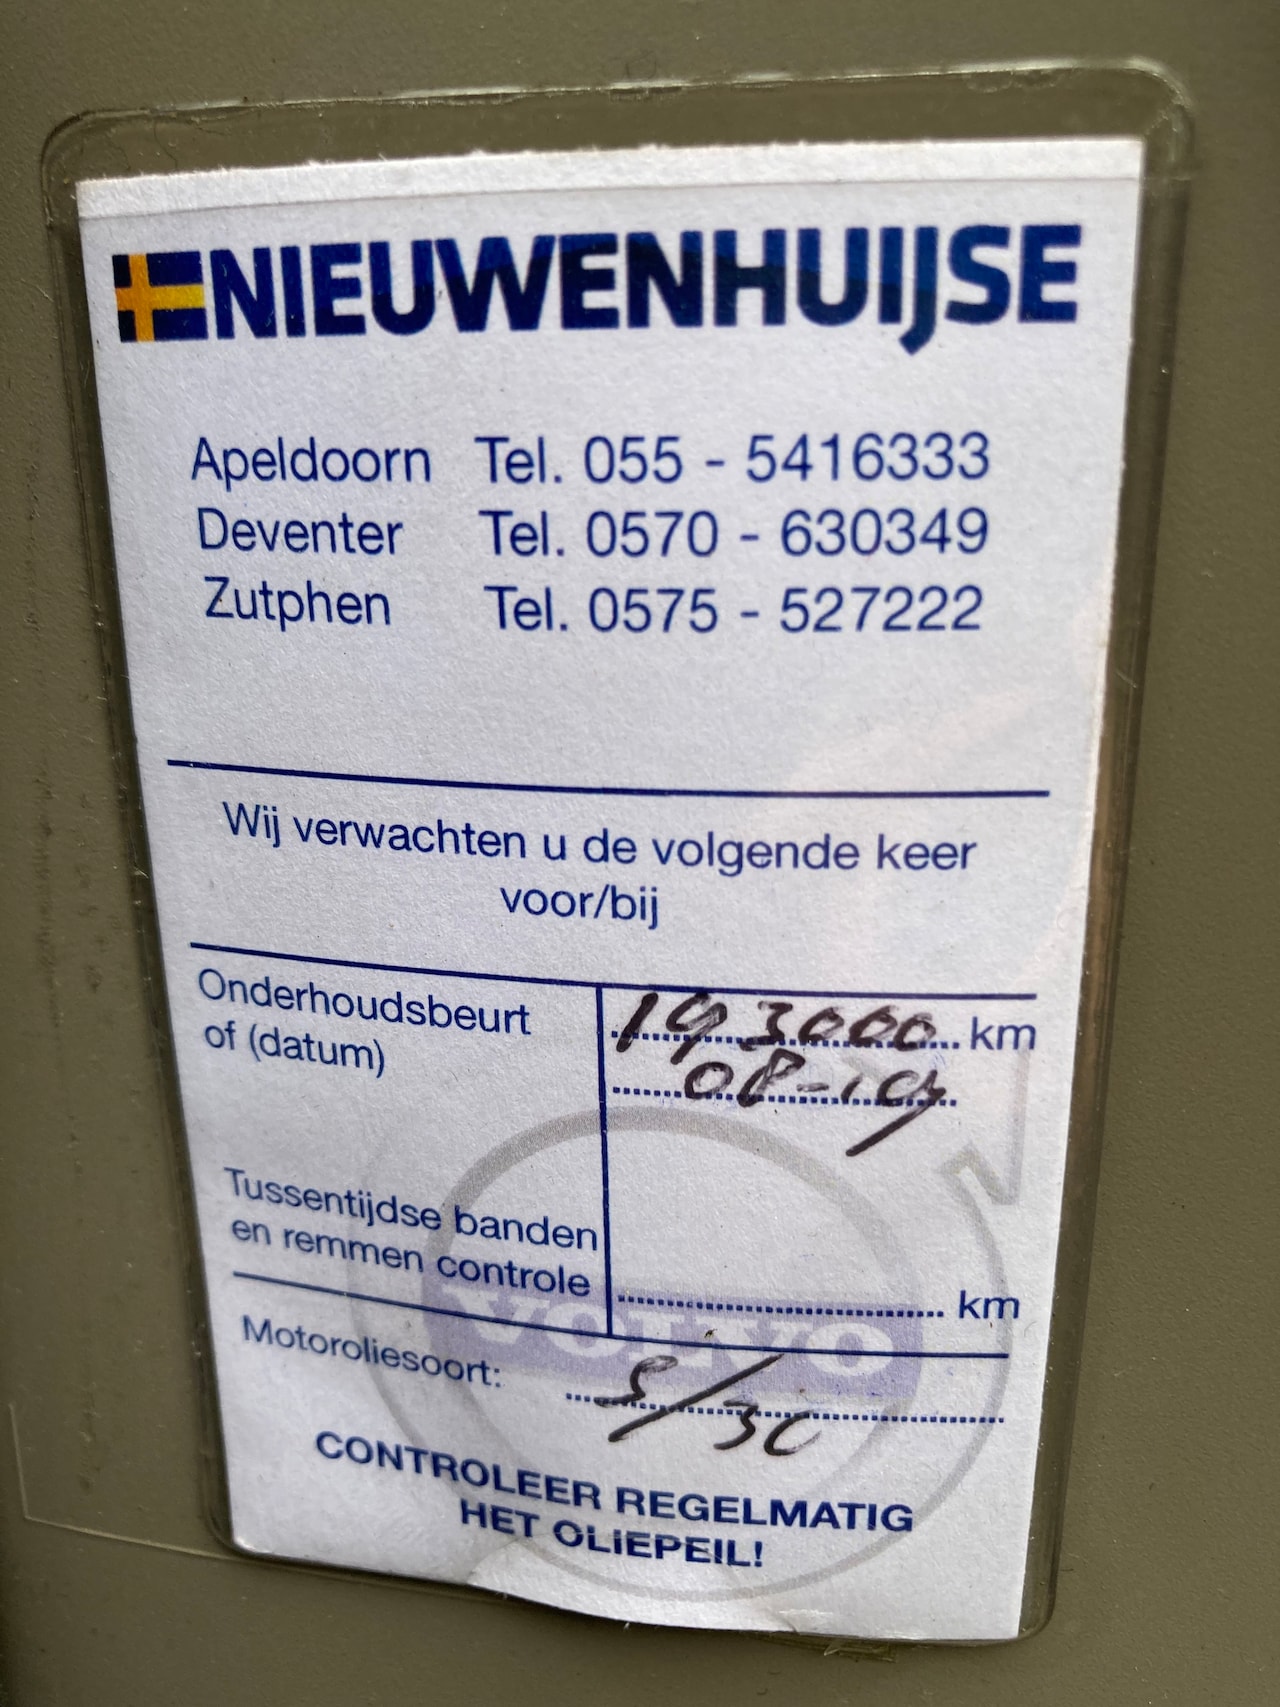 NIEUWENHUIJSE
Apeldoorn Tel. 055 - 5416333
Deventer Tel. 0570 - 630349
Zutphen Tel. 0575 - 527222
Wij verwachten u de volgende keer
voor/bij
Onderhoudsbeurt 193000 km
of (datum) 08-'09
Tussentijdse banden
en remmen controle km
VOLVO
Motoroliesoort: 5/30
CONTROLEER REGELMATIG
HET OLIEPEIL!